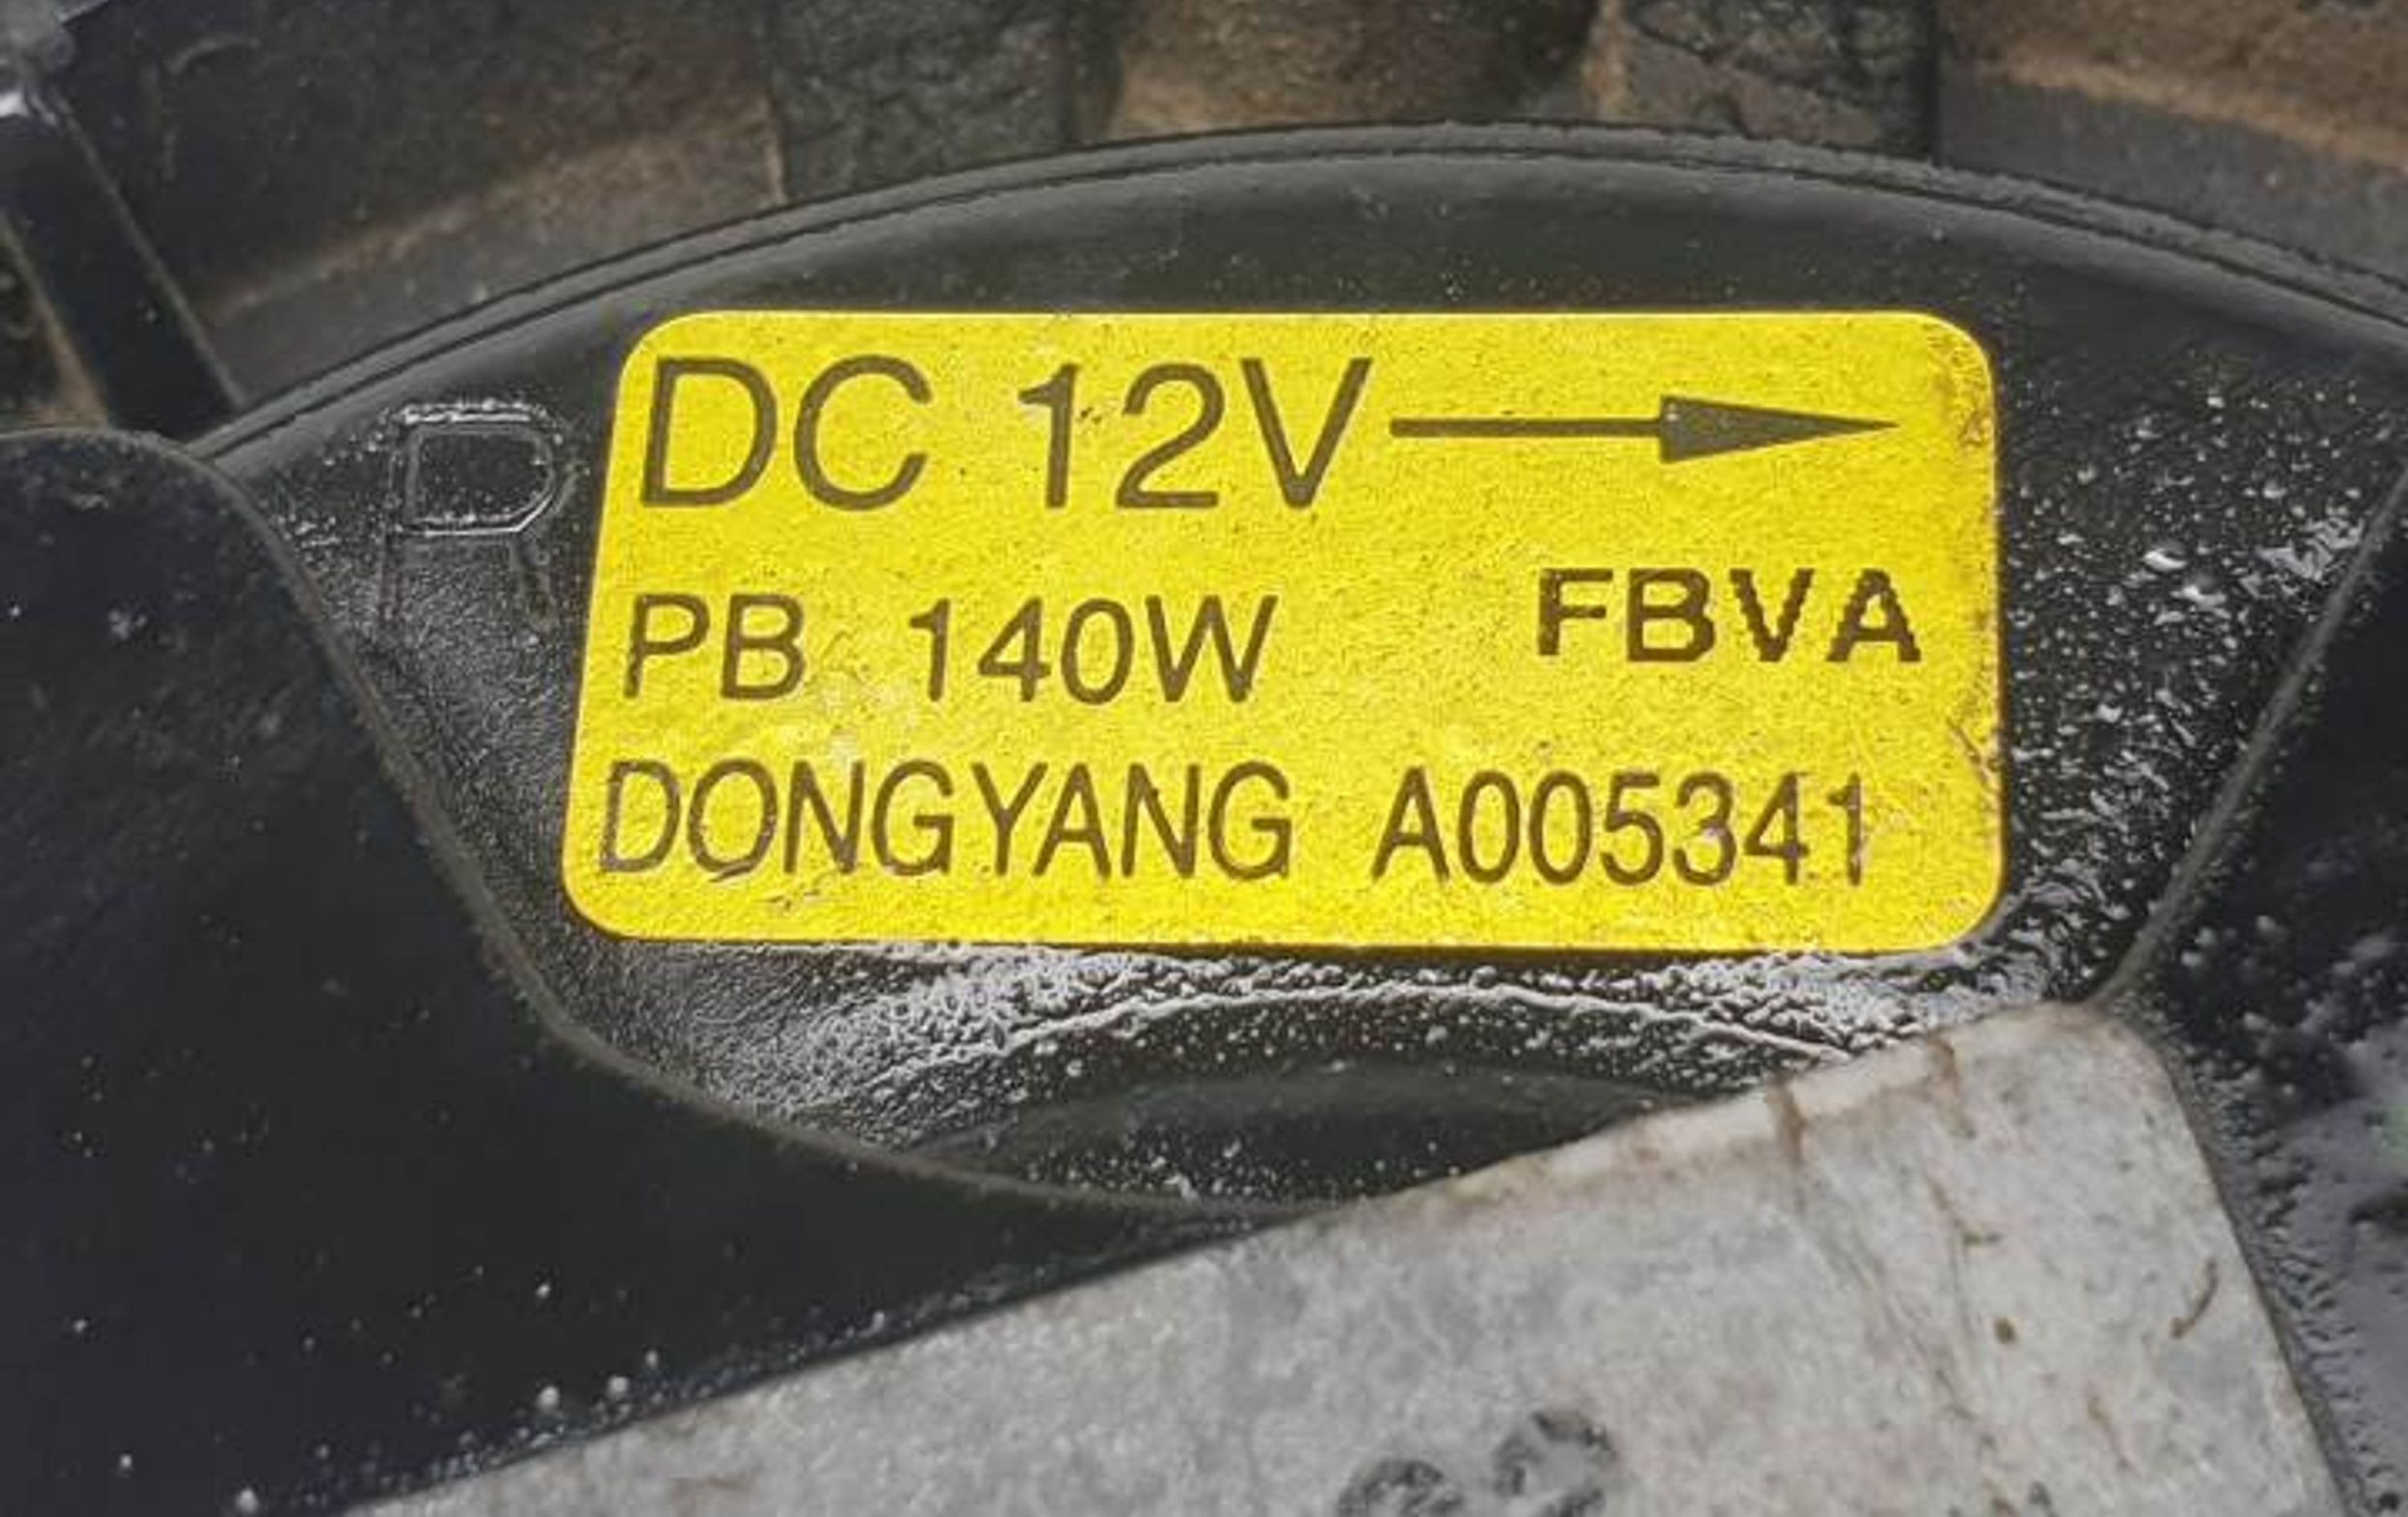 R
DC 12V
PB 140W FBVA
DONGYANG A005341